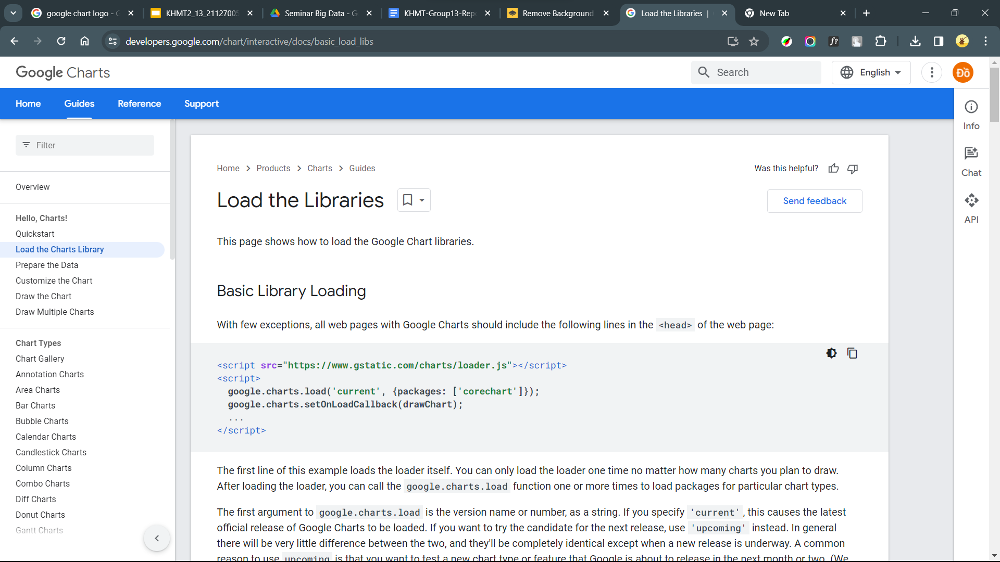 google chart logo - G
KHMT2_13_21127005
Seminar Big Data - G
KHMT-Group13-Rep
Remove Background
Load the Libraries |
New Tab
developers.google.com/chart/interactive/docs/basic_load_libs
Google Charts
Search
English
Đồ
Home
Guides
Reference
Support
Info
Chat
API
Filter
Overview
Hello, Charts!
Quickstart
Load the Charts Library
Prepare the Data
Customize the Chart
Draw the Chart
Draw Multiple Charts
Chart Types
Chart Gallery
Annotation Charts
Area Charts
Bar Charts
Bubble Charts
Calendar Charts
Candlestick Charts
Column Charts
Combo Charts
Diff Charts
Donut Charts
Gantt Charts
Home > Products > Charts > Guides
Was this helpful?
Load the Libraries
Send feedback
This page shows how to load the Google Chart libraries.
Basic Library Loading
With few exceptions, all web pages with Google Charts should include the following lines in the <head> of the web page:
<script src="https://www.gstatic.com/charts/loader.js"></script>
<script>
google.charts.load('current', {packages: ['corechart']});
google.charts.setOnLoadCallback(drawChart);
...
</script>
The first line of this example loads the loader itself. You can only load the loader one time no matter how many charts you plan to draw.
After loading the loader, you can call the google.charts.load function one or more times to load packages for particular chart types.
The first argument to google.charts.load is the version name or number, as a string. If you specify 'current', this causes the latest
official release of Google Charts to be loaded. If you want to try the candidate for the next release, use 'upcoming' instead. In general
there will be very little difference between the two, and they'll be completely identical except when a new release is underway. A common
reason to use upcoming is that you want to test a new chart type or feature that Google is about to release in the next month or two. (We